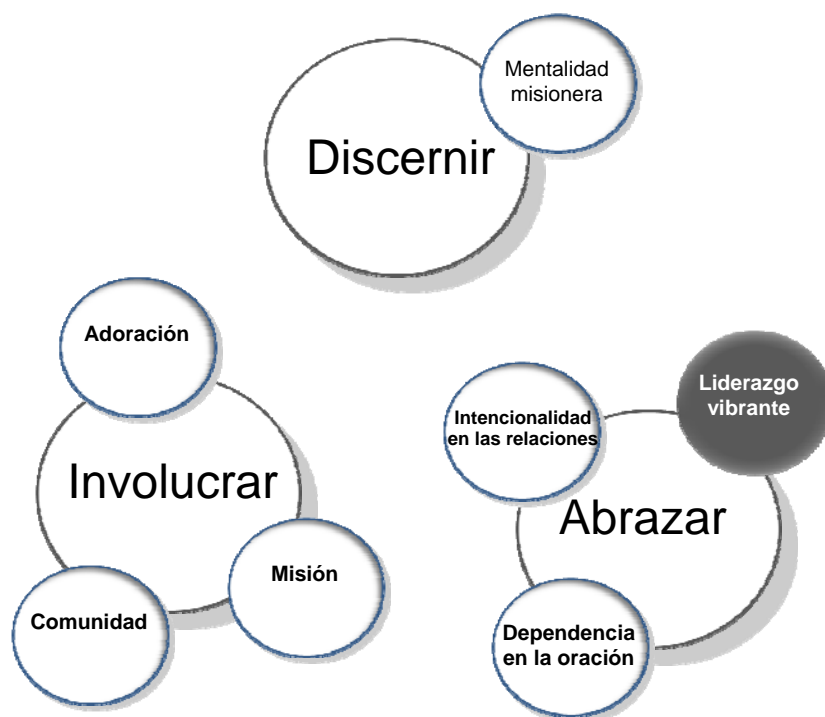 Mentalidad
misionera
Discernir
Adoración
Involucrar
Misión
Comunidad
Liderazgo
vibrante
Intencionalidad
en las relaciones
Abrazar
Dependencia
en la oración